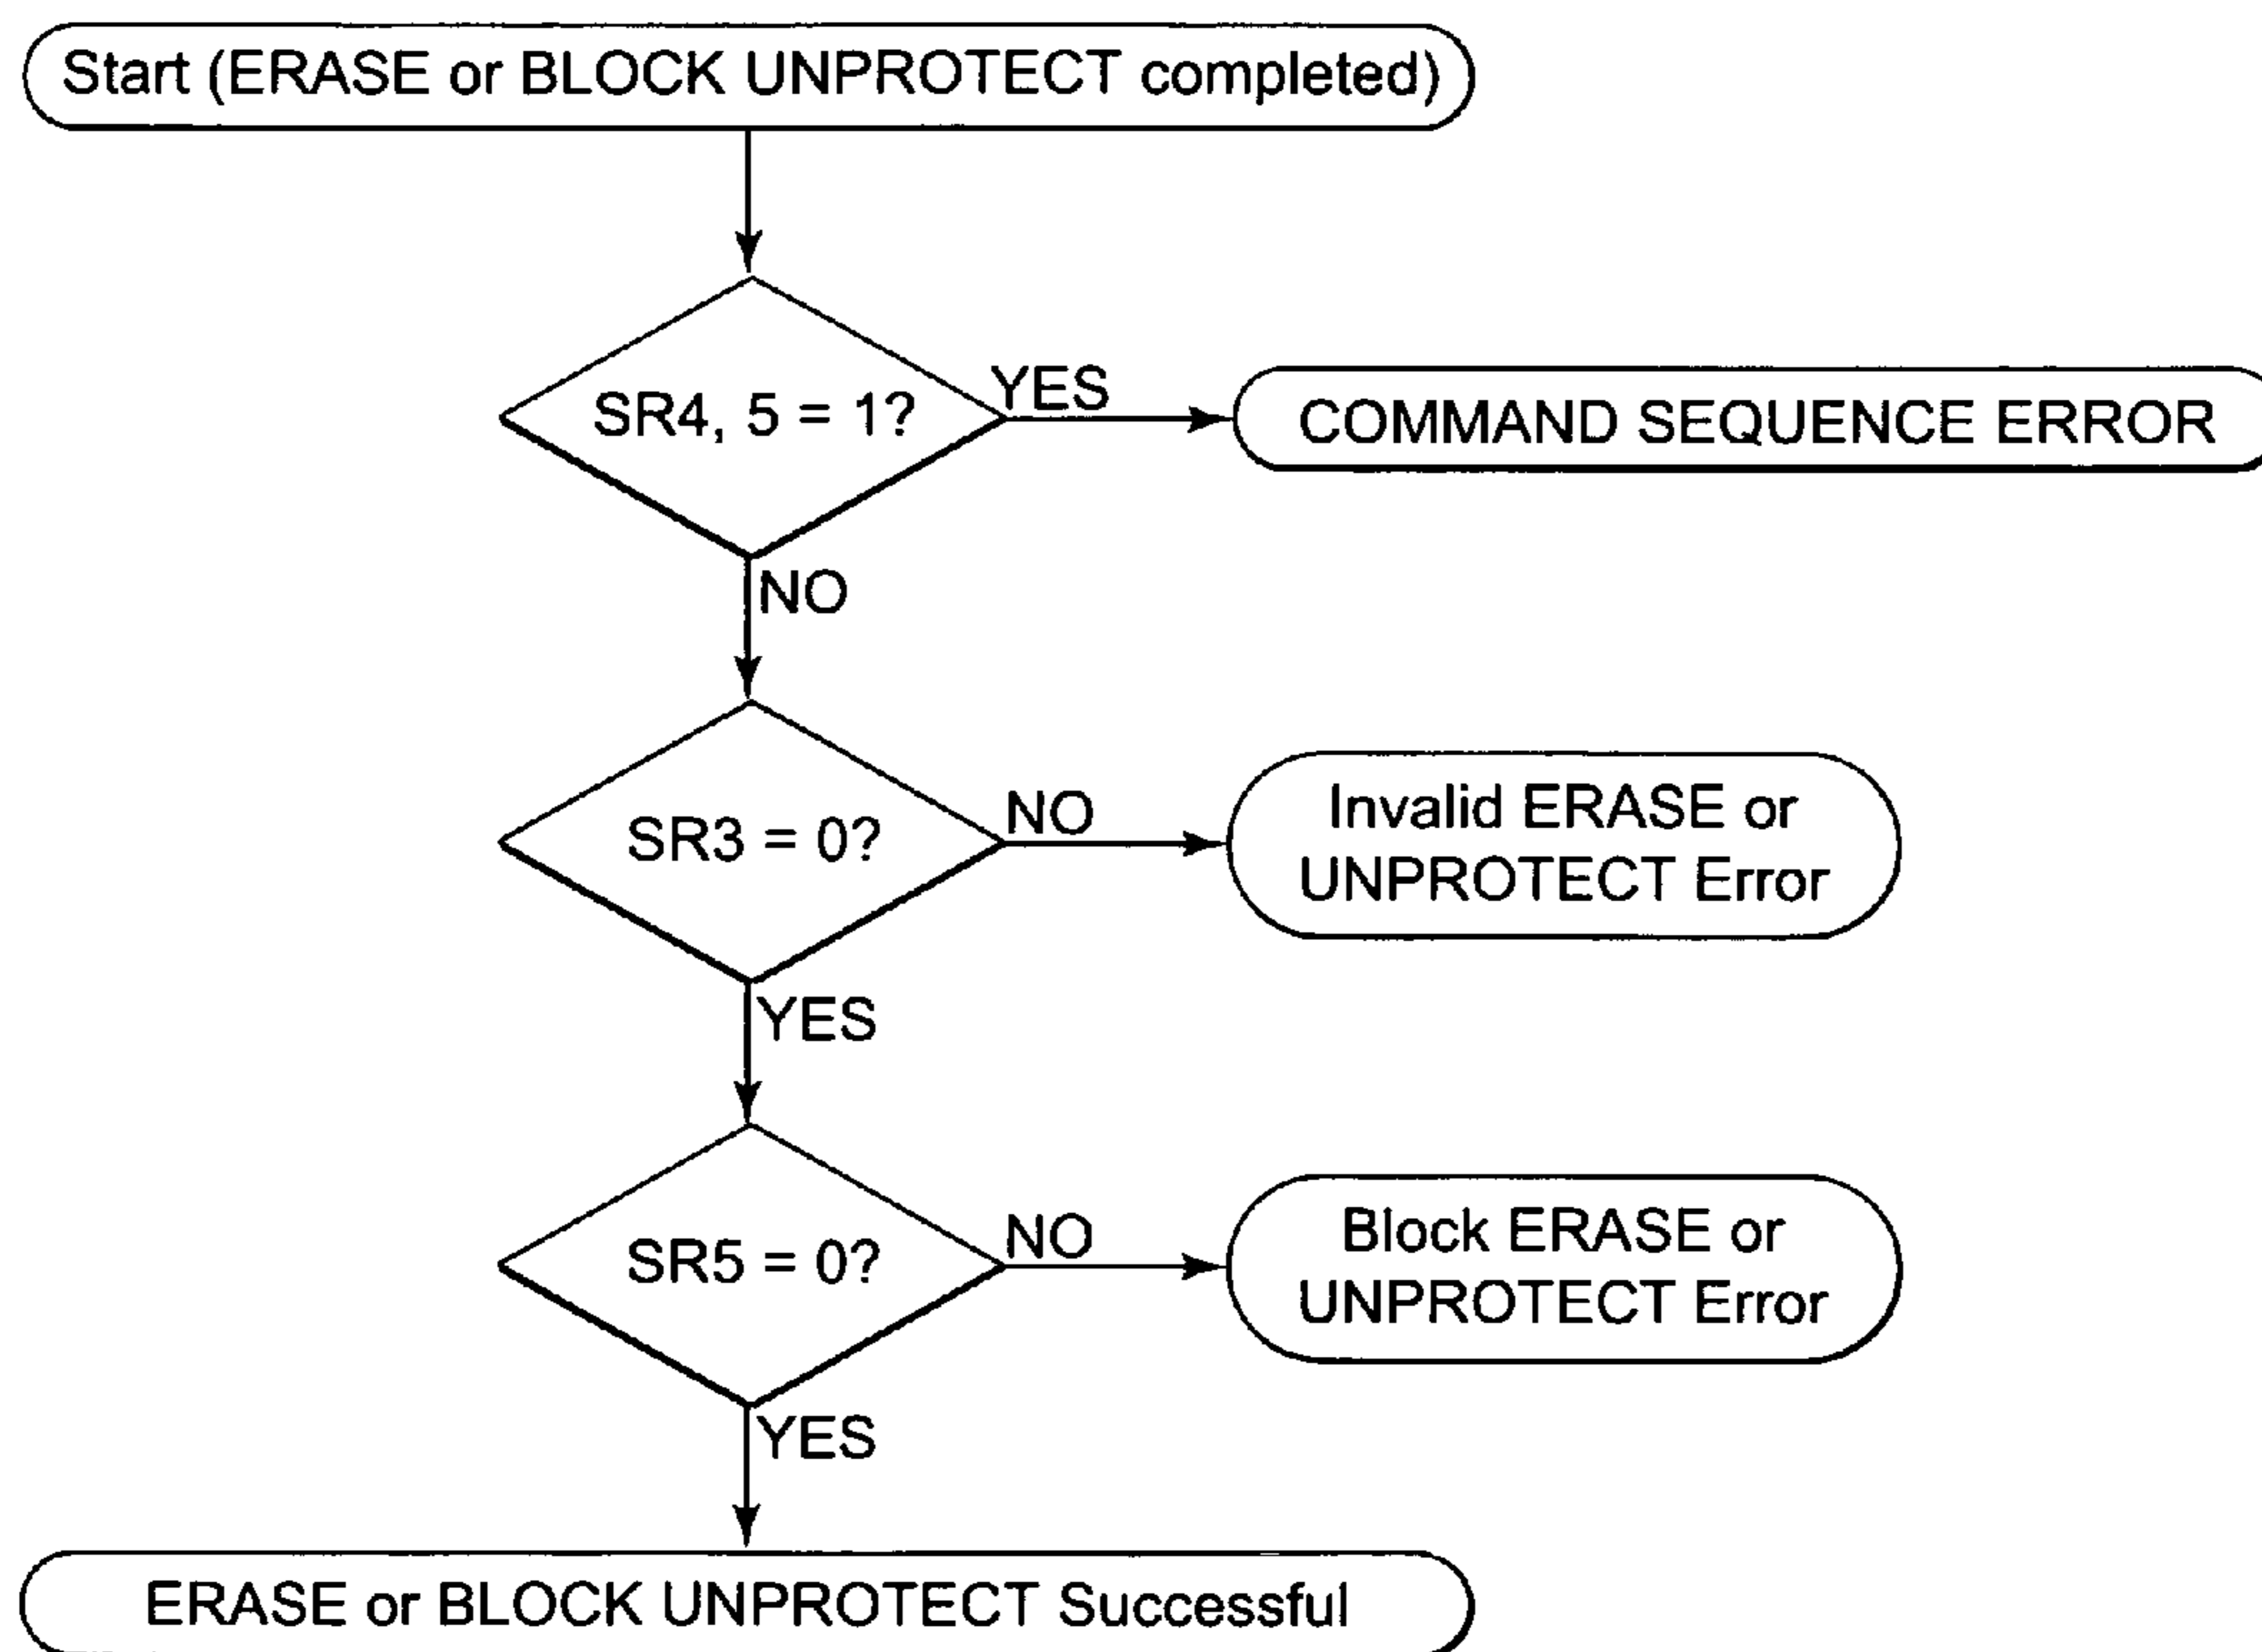 Start (ERASE or BLOCK UNPROTECT completed)
SR4, 5 = 1?
YES
COMMAND SEQUENCE ERROR
NO
SR3 = 0?
NO
Invalid ERASE or
UNPROTECT Error
YES
SR5 = 0?
NO
Block ERASE or
UNPROTECT Error
YES
ERASE or BLOCK UNPROTECT Successful